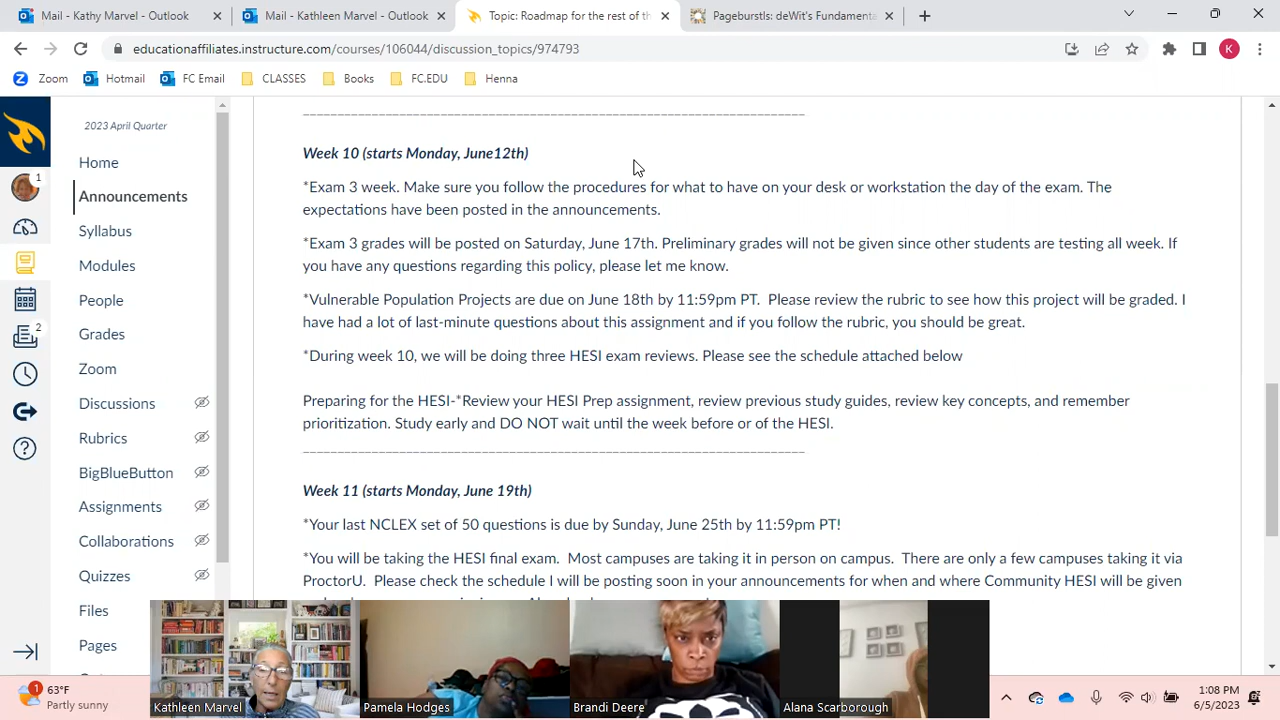 Mail - Kathy Marvel - Outlook
Mail - Kathleen Marvel - Outlook
Topic: Roadmap for the rest of th
Pageburstls: deWit's Fundamenta
educationaffiliates.instructure.com/courses/106044/discussion_topics/974793
K
Zoom
Hotmail
FC Email
CLASSES
Books
FC.EDU
Henna
2023 April Quarter
Home
Announcements
Syllabus
Modules
People
Grades
Zoom
Discussions
Rubrics
BigBlueButton
Assignments
Collaborations
Quizzes
Files
Pages
1
2
Week 10 (starts Monday, June12th)
*Exam 3 week. Make sure you follow the procedures for what to have on your desk or workstation the day of the exam. The
expectations have been posted in the announcements.
*Exam 3 grades will be posted on Saturday, June 17th. Preliminary grades will not be given since other students are testing all week. If
you have any questions regarding this policy, please let me know.
*Vulnerable Population Projects are due on June 18th by 11:59pm PT. Please review the rubric to see how this project will be graded. I
have had a lot of last-minute questions about this assignment and if you follow the rubric, you should be great.
*During week 10, we will be doing three HESI exam reviews. Please see the schedule attached below
Preparing for the HESI-*Review your HESI Prep assignment, review previous study guides, review key concepts, and remember
prioritization. Study early and DO NOT wait until the week before or of the HESI.
Week 11 (starts Monday, June 19th)
*Your last NCLEX set of 50 questions is due by Sunday, June 25th by 11:59pm PT!
*You will be taking the HESI final exam. Most campuses are taking it in person on campus. There are only a few campuses taking it via
ProctorU. Please check the schedule I will be posting soon in your announcements for when and where Community HESI will be given
Kathleen Marvel
Pamela Hodges
Brandi Deere
Alana Scarborough
1
63°F
Partly sunny
1:08 PM
6/5/2023